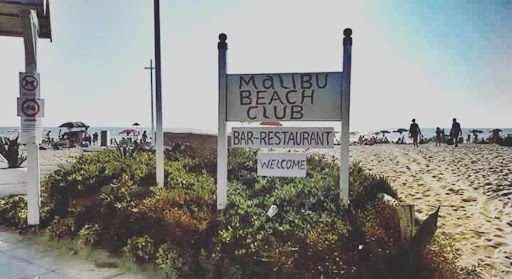 MaLIBU
BEACH
CLUB
BAR-RESTAURANT
WELCOME